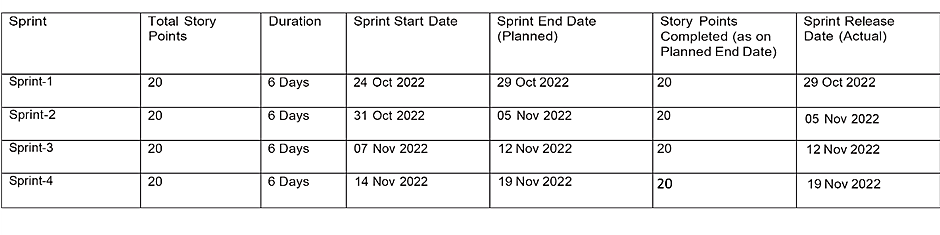 Sprint Total Story Points Duration Sprint Start Date Sprint End Date (Planned) Story Points Completed (as on Planned End Date) Sprint Release Date (Actual)
Sprint-1 20 6 Days 24 Oct 2022 29 Oct 2022 20 29 Oct 2022
Sprint-2 20 6 Days 31 Oct 2022 05 Nov 2022 20 05 Nov 2022
Sprint-3 20 6 Days 07 Nov 2022 12 Nov 2022 20 12 Nov 2022
Sprint-4 20 6 Days 14 Nov 2022 19 Nov 2022 20 19 Nov 2022